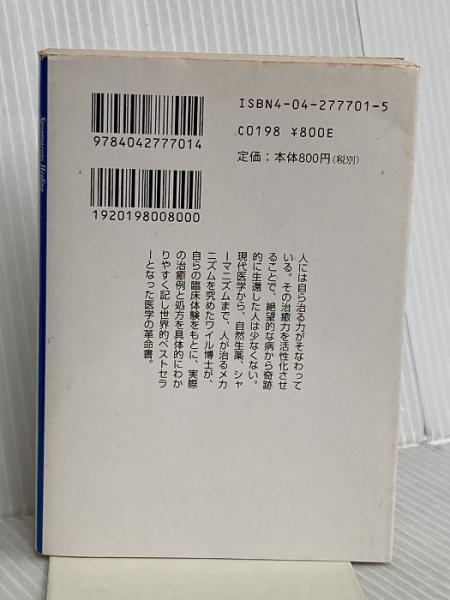 Spontaneous Healing
ISBN4-04-277701-5
C0198 ¥800E
定価：本体800円(税別)
9784042777014
1920198008000
人には自ら治る力がそなわって
いる。その治癒力を活性化させ
ることで、絶望的な病から奇跡
的に生還した人は少なくない。
現代医学から、自然生薬、シャ
ーマニズムまで、人が治るメカ
ニズムを究めたワイル博士が、
自らの臨床体験をもとに、実際
の治癒例と処方を具体的にわか
りやすく記し世界的ベストセラ
ーとなった医学の革命書。